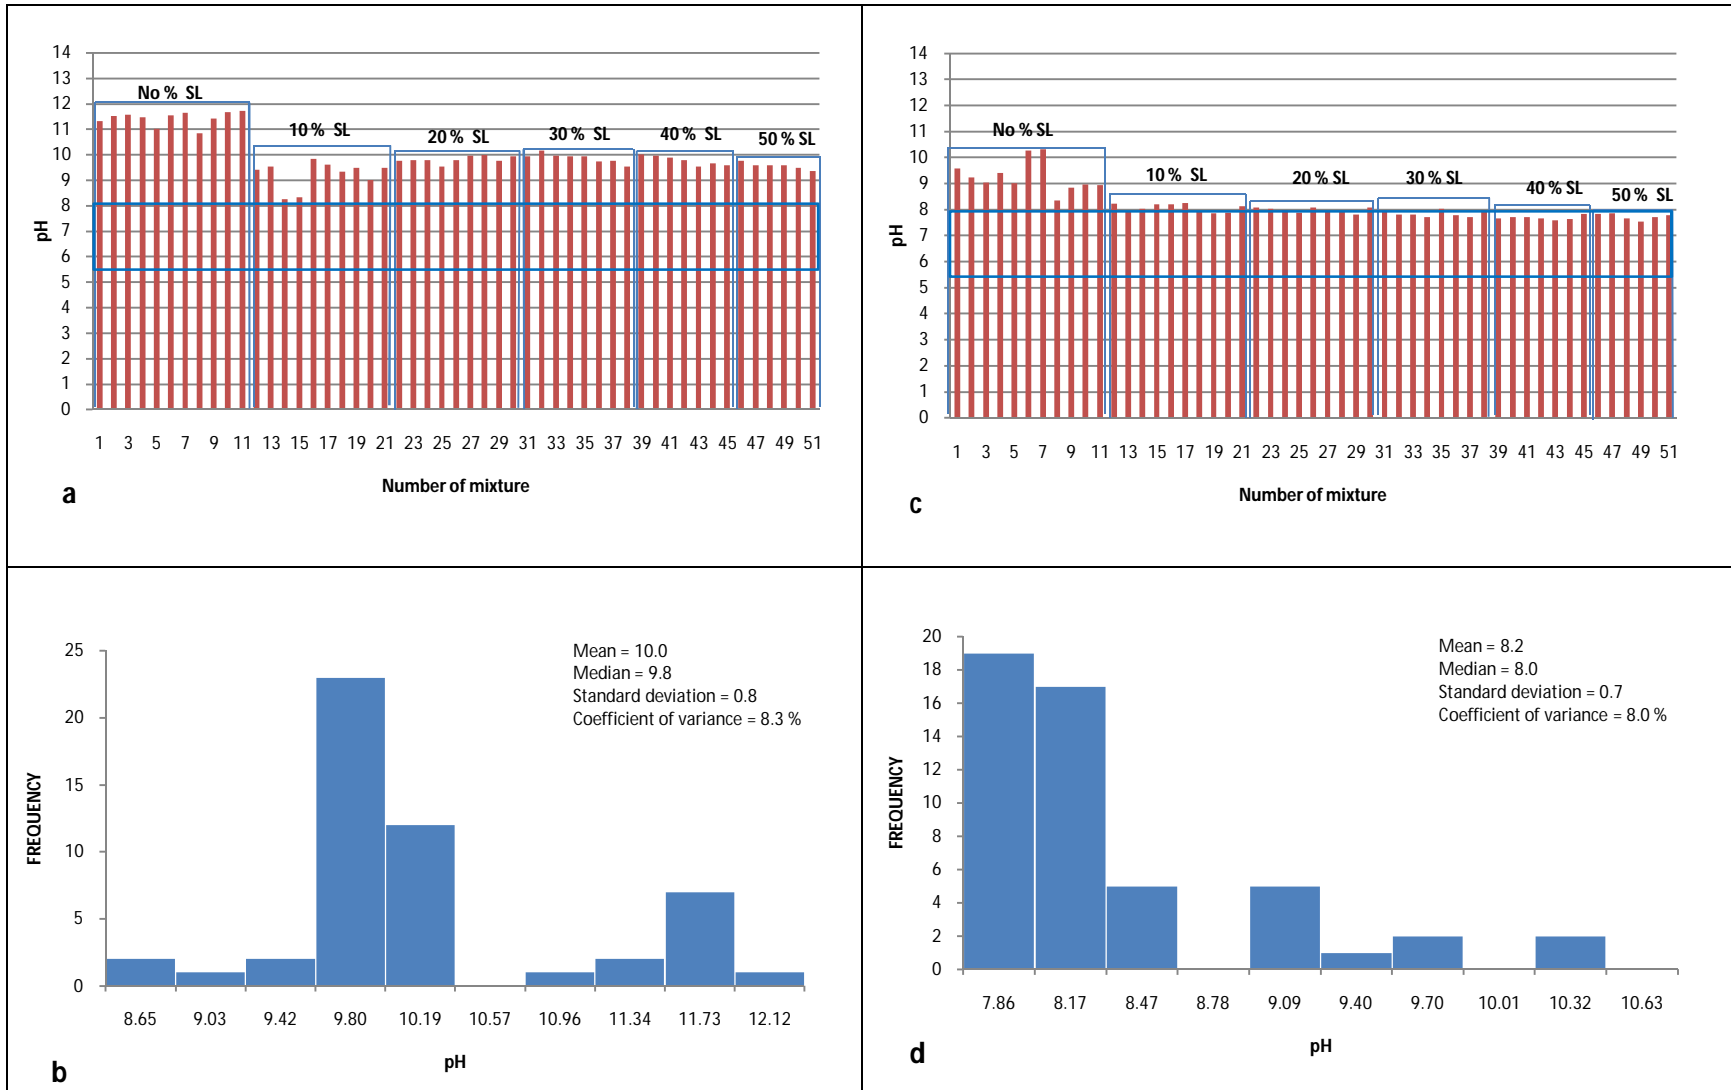 14
13
12
11
10
9
8
7
6
5
4
3
2
1
0
pH
No % SL
10 % SL
20 % SL
30 % SL
40 % SL
50 % SL
1 3 5 7 9 11 13 15 17 19 21 23 25 27 29 31 33 35 37 39 41 43 45 47 49 51
Number of mixture
a
14
13
12
11
10
9
8
7
6
5
4
3
2
1
0
pH
No % SL
10 % SL
20 % SL
30 % SL
40 % SL
50 % SL
1 3 5 7 9 11 13 15 17 19 21 23 25 27 29 31 33 35 37 39 41 43 45 47 49 51
Number of mixture
c
25
20
15
10
5
0
FREQUENCY
Mean = 10.0
Median = 9.8
Standard deviation = 0.8
Coefficient of variance = 8.3 %
8.65 9.03 9.42 9.80 10.19 10.57 10.96 11.34 11.73 12.12
pH
b
20
18
16
14
12
10
8
6
4
2
0
FREQUENCY
Mean = 8.2
Median = 8.0
Standard deviation = 0.7
Coefficient of variance = 8.0 %
7.86 8.17 8.47 8.78 9.09 9.40 9.70 10.01 10.32 10.63
pH
d